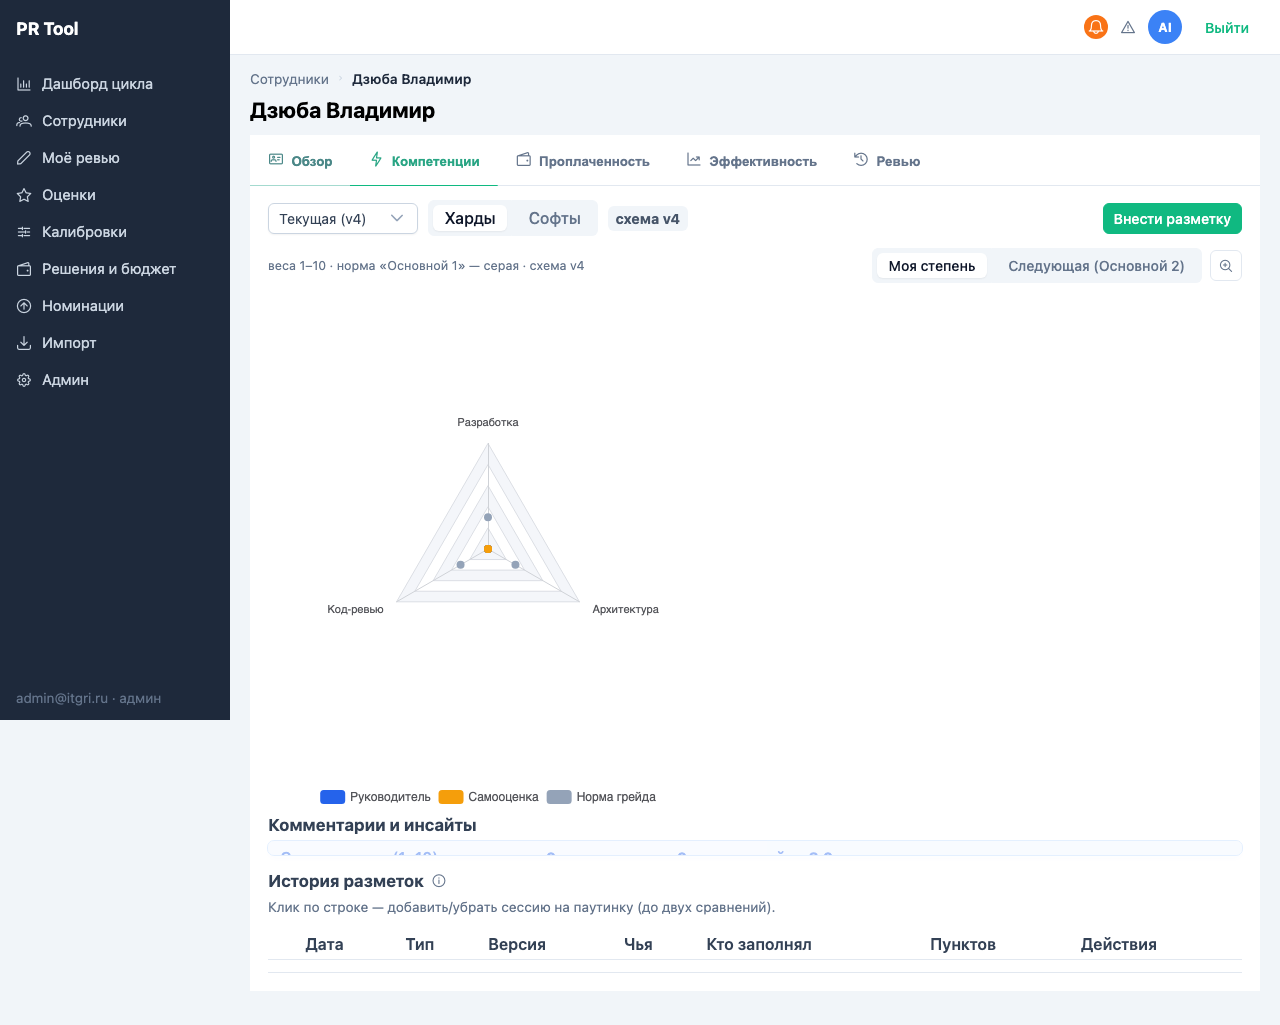 PR Tool
AI
Выйти
Дашборд цикла
Сотрудники
Моё ревью
Оценки
Калибровки
Решения и бюджет
Номинации
Импорт
Админ
admin@itgri.ru · админ
Сотрудники
Дзюба Владимир
Дзюба Владимир
Обзор
Компетенции
Проплаченность
Эффективность
Ревью
Текущая (v4)
Харды
Софты
схема v4
Внести разметку
веса 1–10 · норма «Основной 1» — серая · схема v4
Моя степень
Следующая (Основной 2)
Разработка
Код-ревью
Архитектура
Руководитель
Самооценка
Норма грейда
Комментарии и инсайты
История разметок
Клик по строке — добавить/убрать сессию на паутинку (до двух сравнений).
Дата
Тип
Версия
Чья
Кто заполнял
Пунктов
Действия